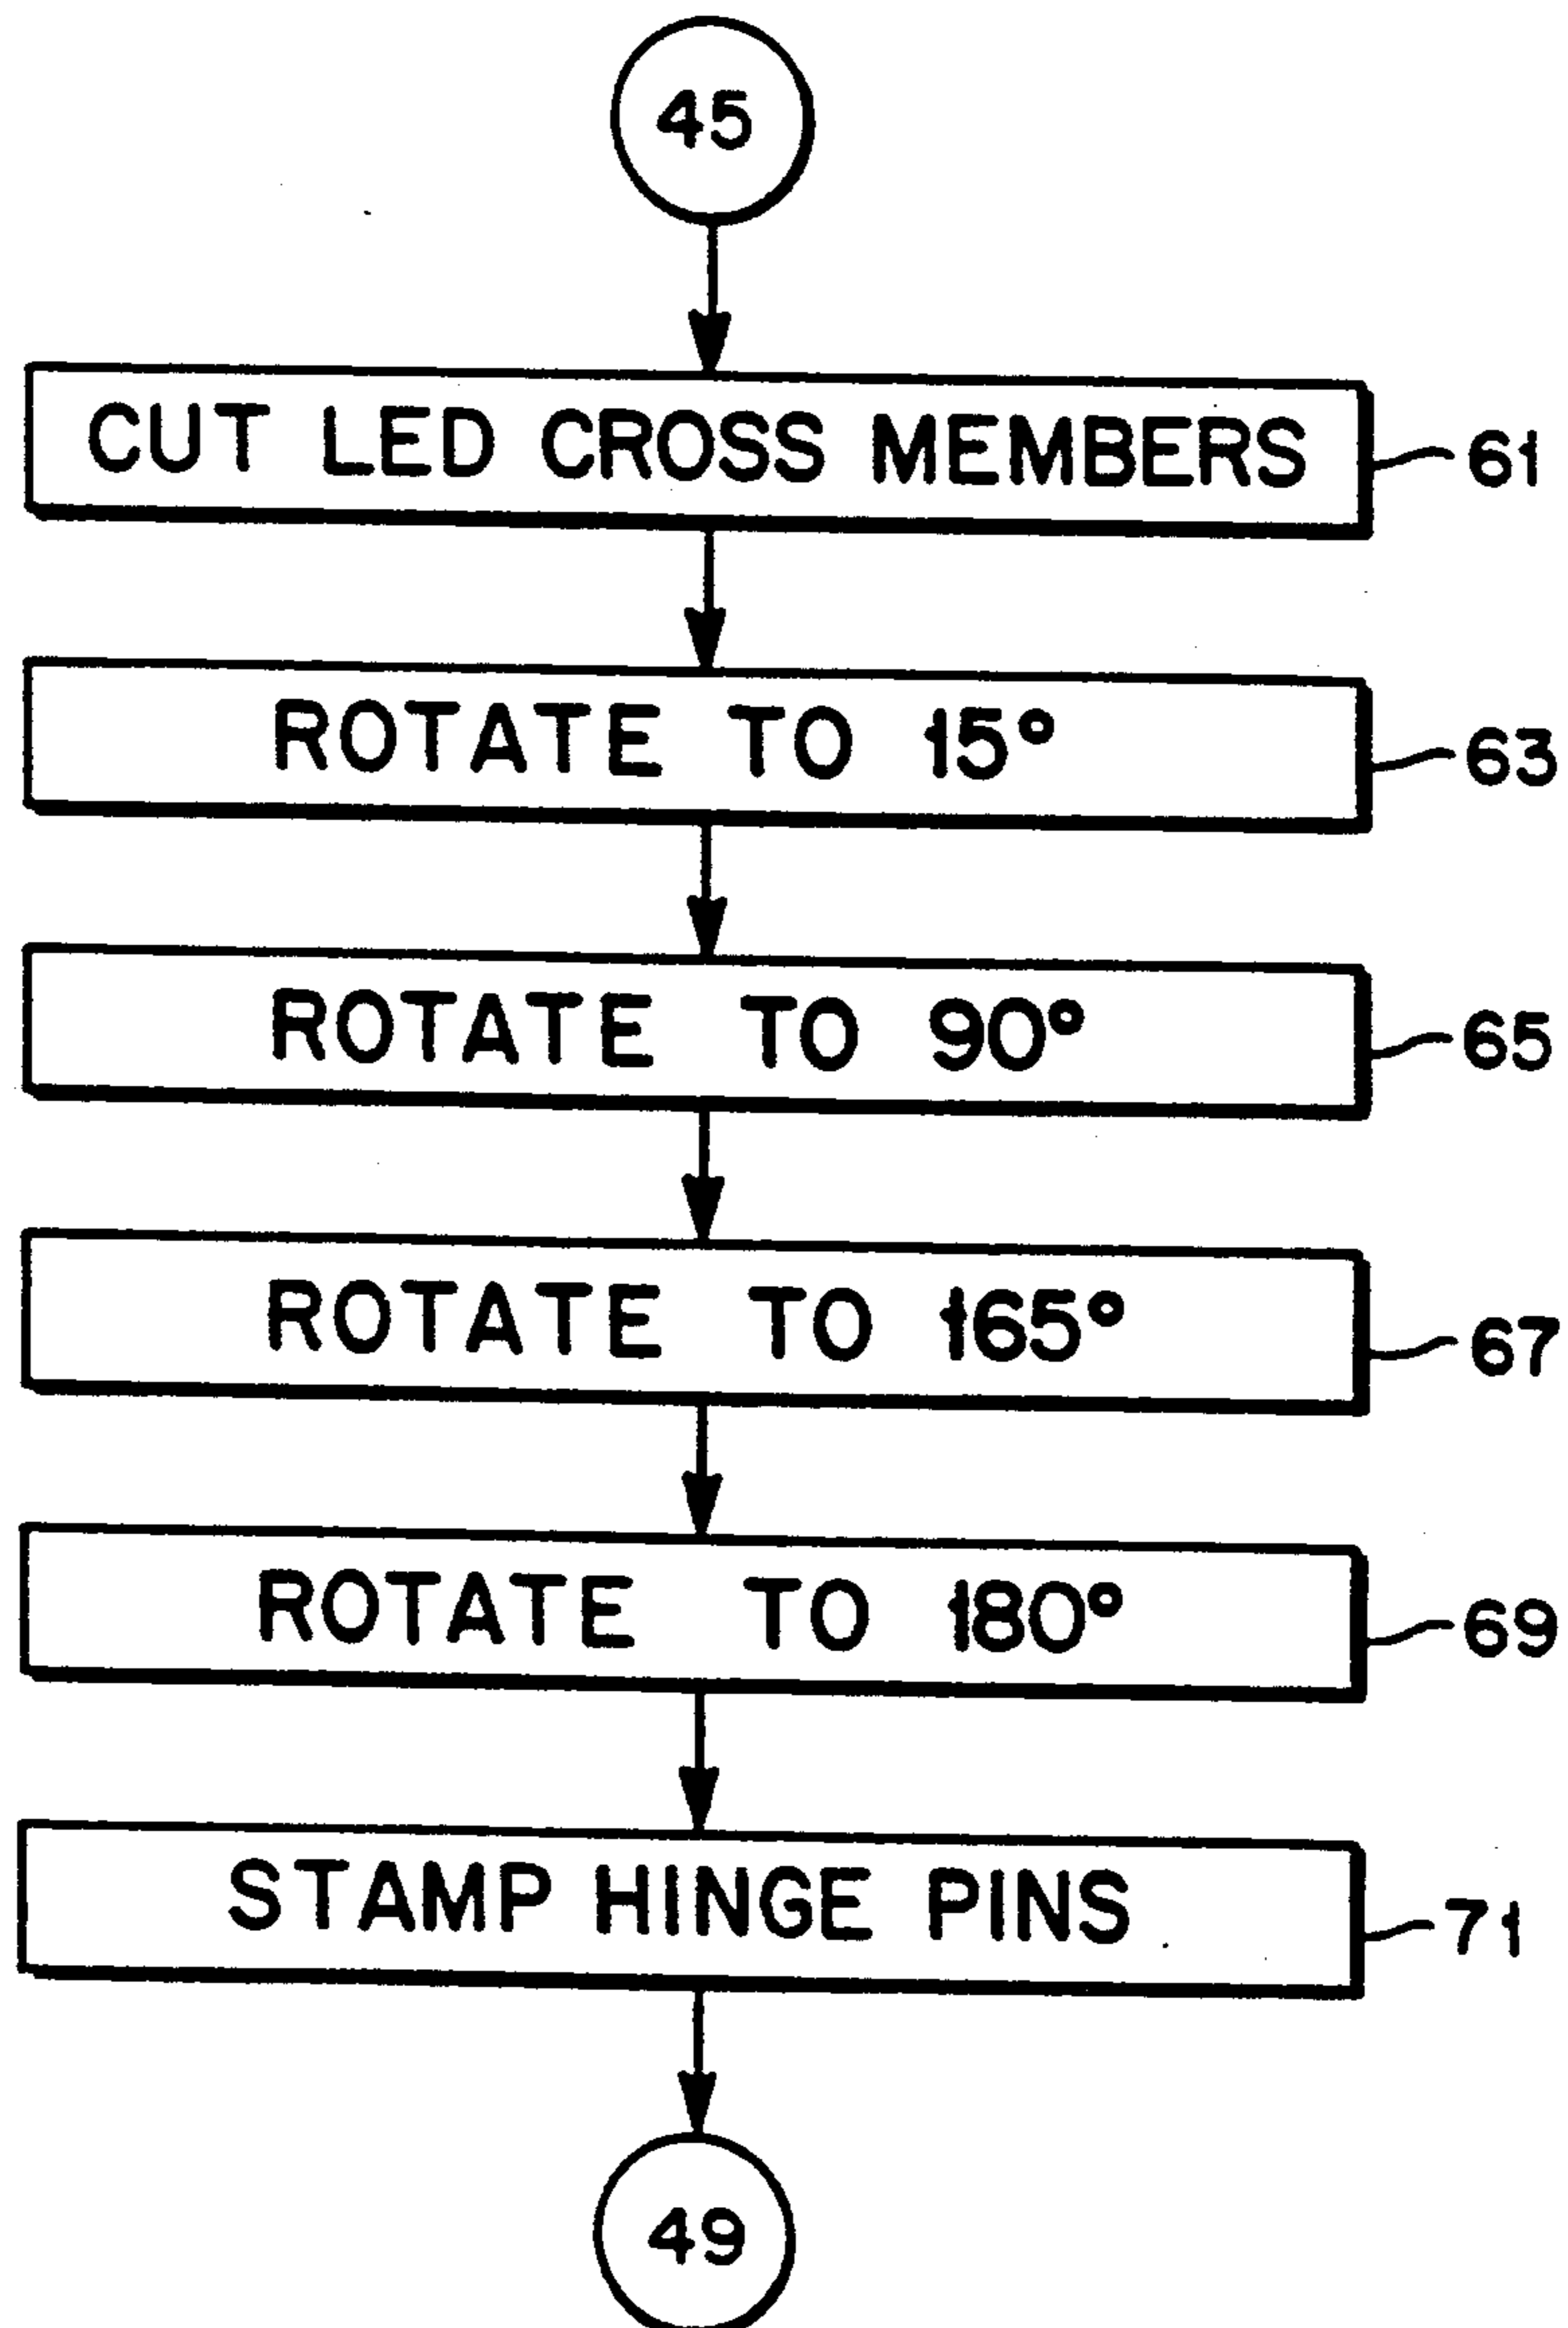 45
CUT LED CROSS MEMBERS 61
ROTATE TO 15° 63
ROTATE TO 90° 65
ROTATE TO 165° 67
ROTATE TO 180° 69
STAMP HINGE PINS 71
49